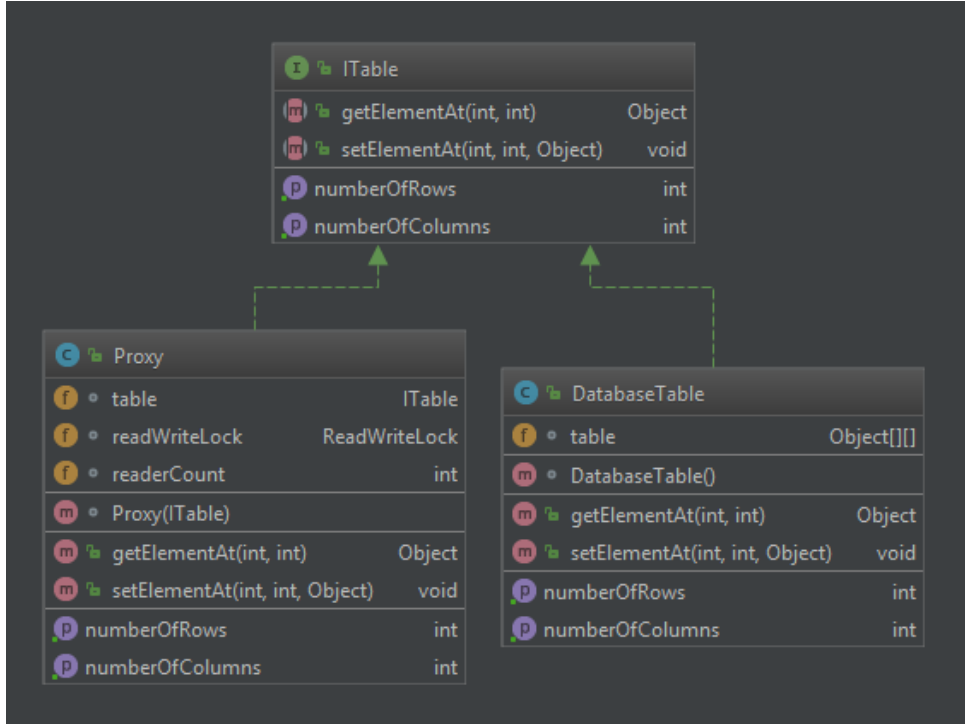 I ITable
m getElementAt(int, int) Object
m setElementAt(int, int, Object) void
p numberOfRows int
p numberOfColumns int
C Proxy
f table ITable
f readWriteLock ReadWriteLock
f readerCount int
m Proxy(ITable)
m getElementAt(int, int) Object
m setElementAt(int, int, Object) void
p numberOfRows int
p numberOfColumns int
C DatabaseTable
f table Object[][]
m DatabaseTable()
m getElementAt(int, int) Object
m setElementAt(int, int, Object) void
p numberOfRows int
p numberOfColumns int